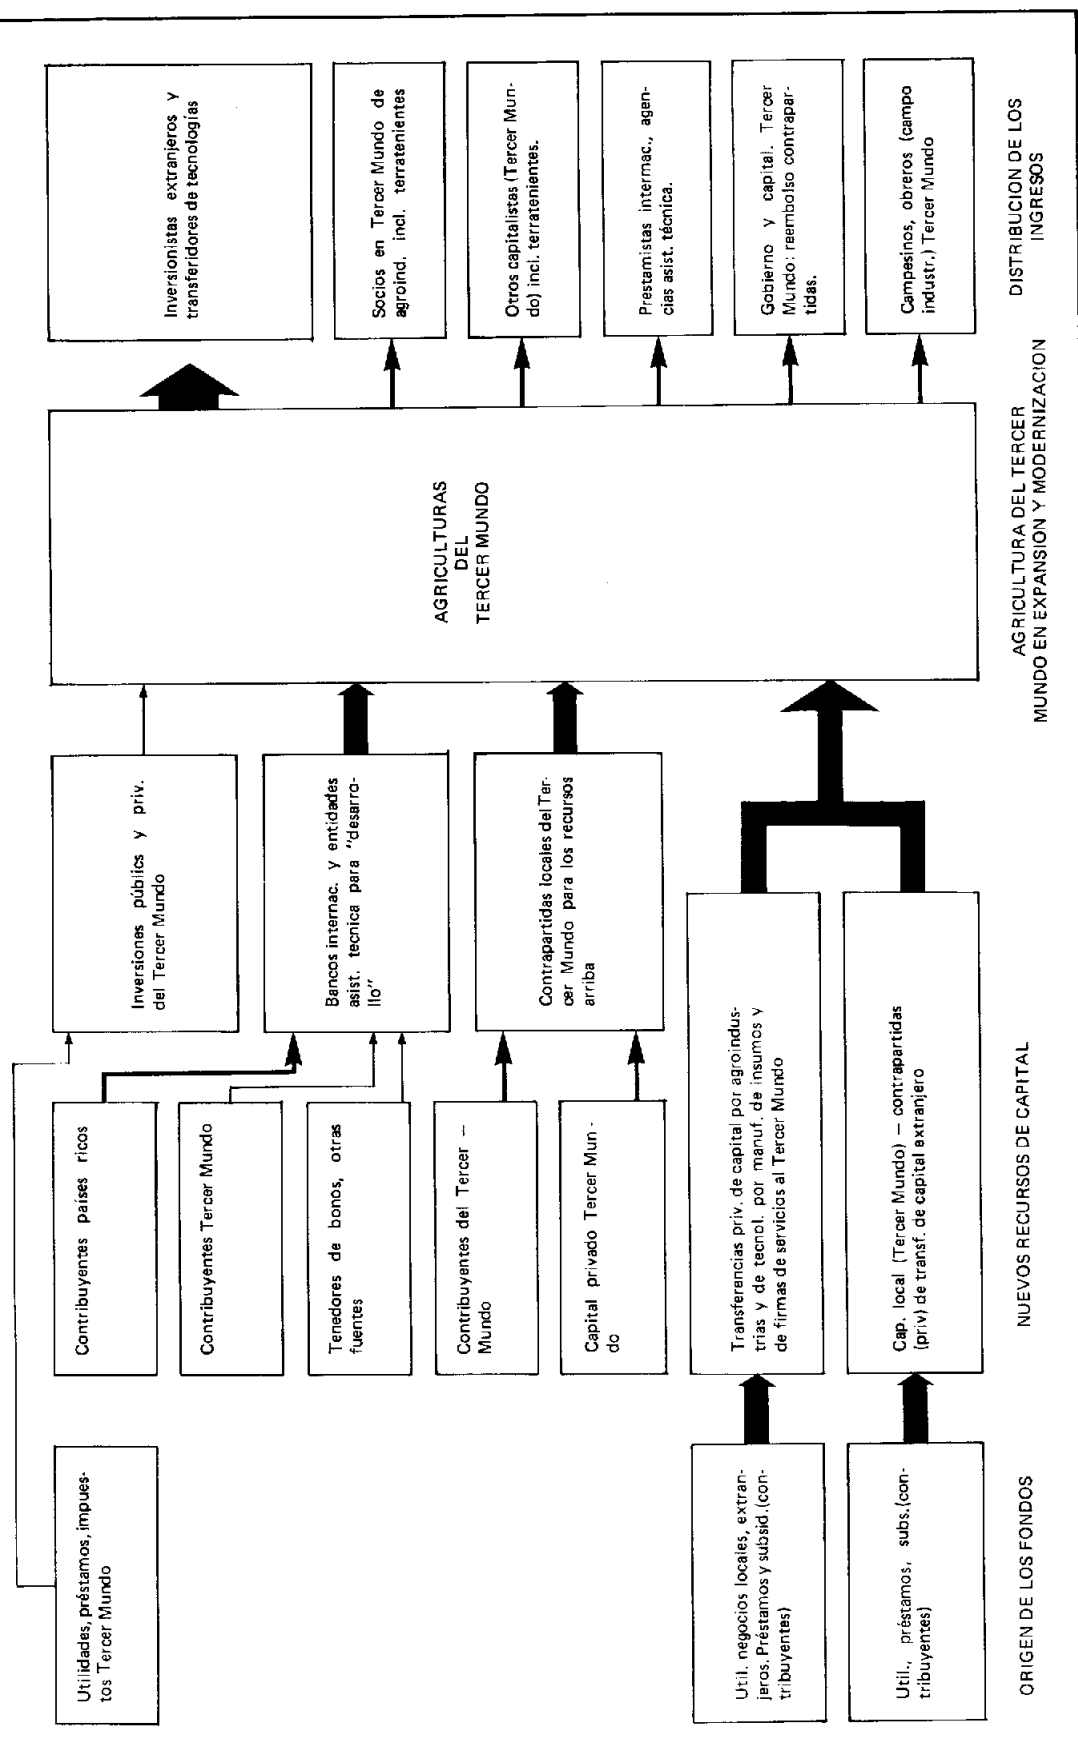 Utilidades, préstamos, impues-
tos Tercer Mundo
Util. negocios locales, extran-
jeros. Préstamos y subsid. (con-
tribuyentes)
Util., préstamos, subs. (con-
tribuyentes)
ORIGEN DE LOS FONDOS
Contribuyentes países ricos
Contribuyentes Tercer Mundo
Tenedores de bonos, otras
fuentes
Contribuyentes del Tercer —
Mundo
Capital privado Tercer Mun -
do
Transferencias priv. de capital por agroindus-
trias y de tecnol. por manuf. de insumos y
de firmas de servicios al Tercer Mundo
Cap. local (Tercer Mundo) — contrapartidas
(priv) de transf. de capital extranjero
NUEVOS RECURSOS DE CAPITAL
Inversiones públics y priv.
del Tercer Mundo
Bancos internac. y entidades
asist. tecnica para "desarro-
llo"
Contrapartidas locales del Ter-
cer Mundo para los recursos
arriba
AGRICULTURAS
DEL
TERCER MUNDO
AGRICULTURA DEL TERCER
MUNDO EN EXPANSION Y MODERNIZACION
Inversionistas extranjeros y
transferidores de tecnologías
Socios en Tercer Mundo de
agroind. incl. terratenientes
Otros capitalistas (Tercer Mun-
do) incl. terratenientes.
Prestamistas intermac., agen-
cias asist. técnica.
Gobierno y capital. Tercer
Mundo: reembolso contrapar-
tidas.
Campesinos, obreros (campo
industr.) Tercer Mundo
DISTRIBUCION DE LOS
INGRESOS